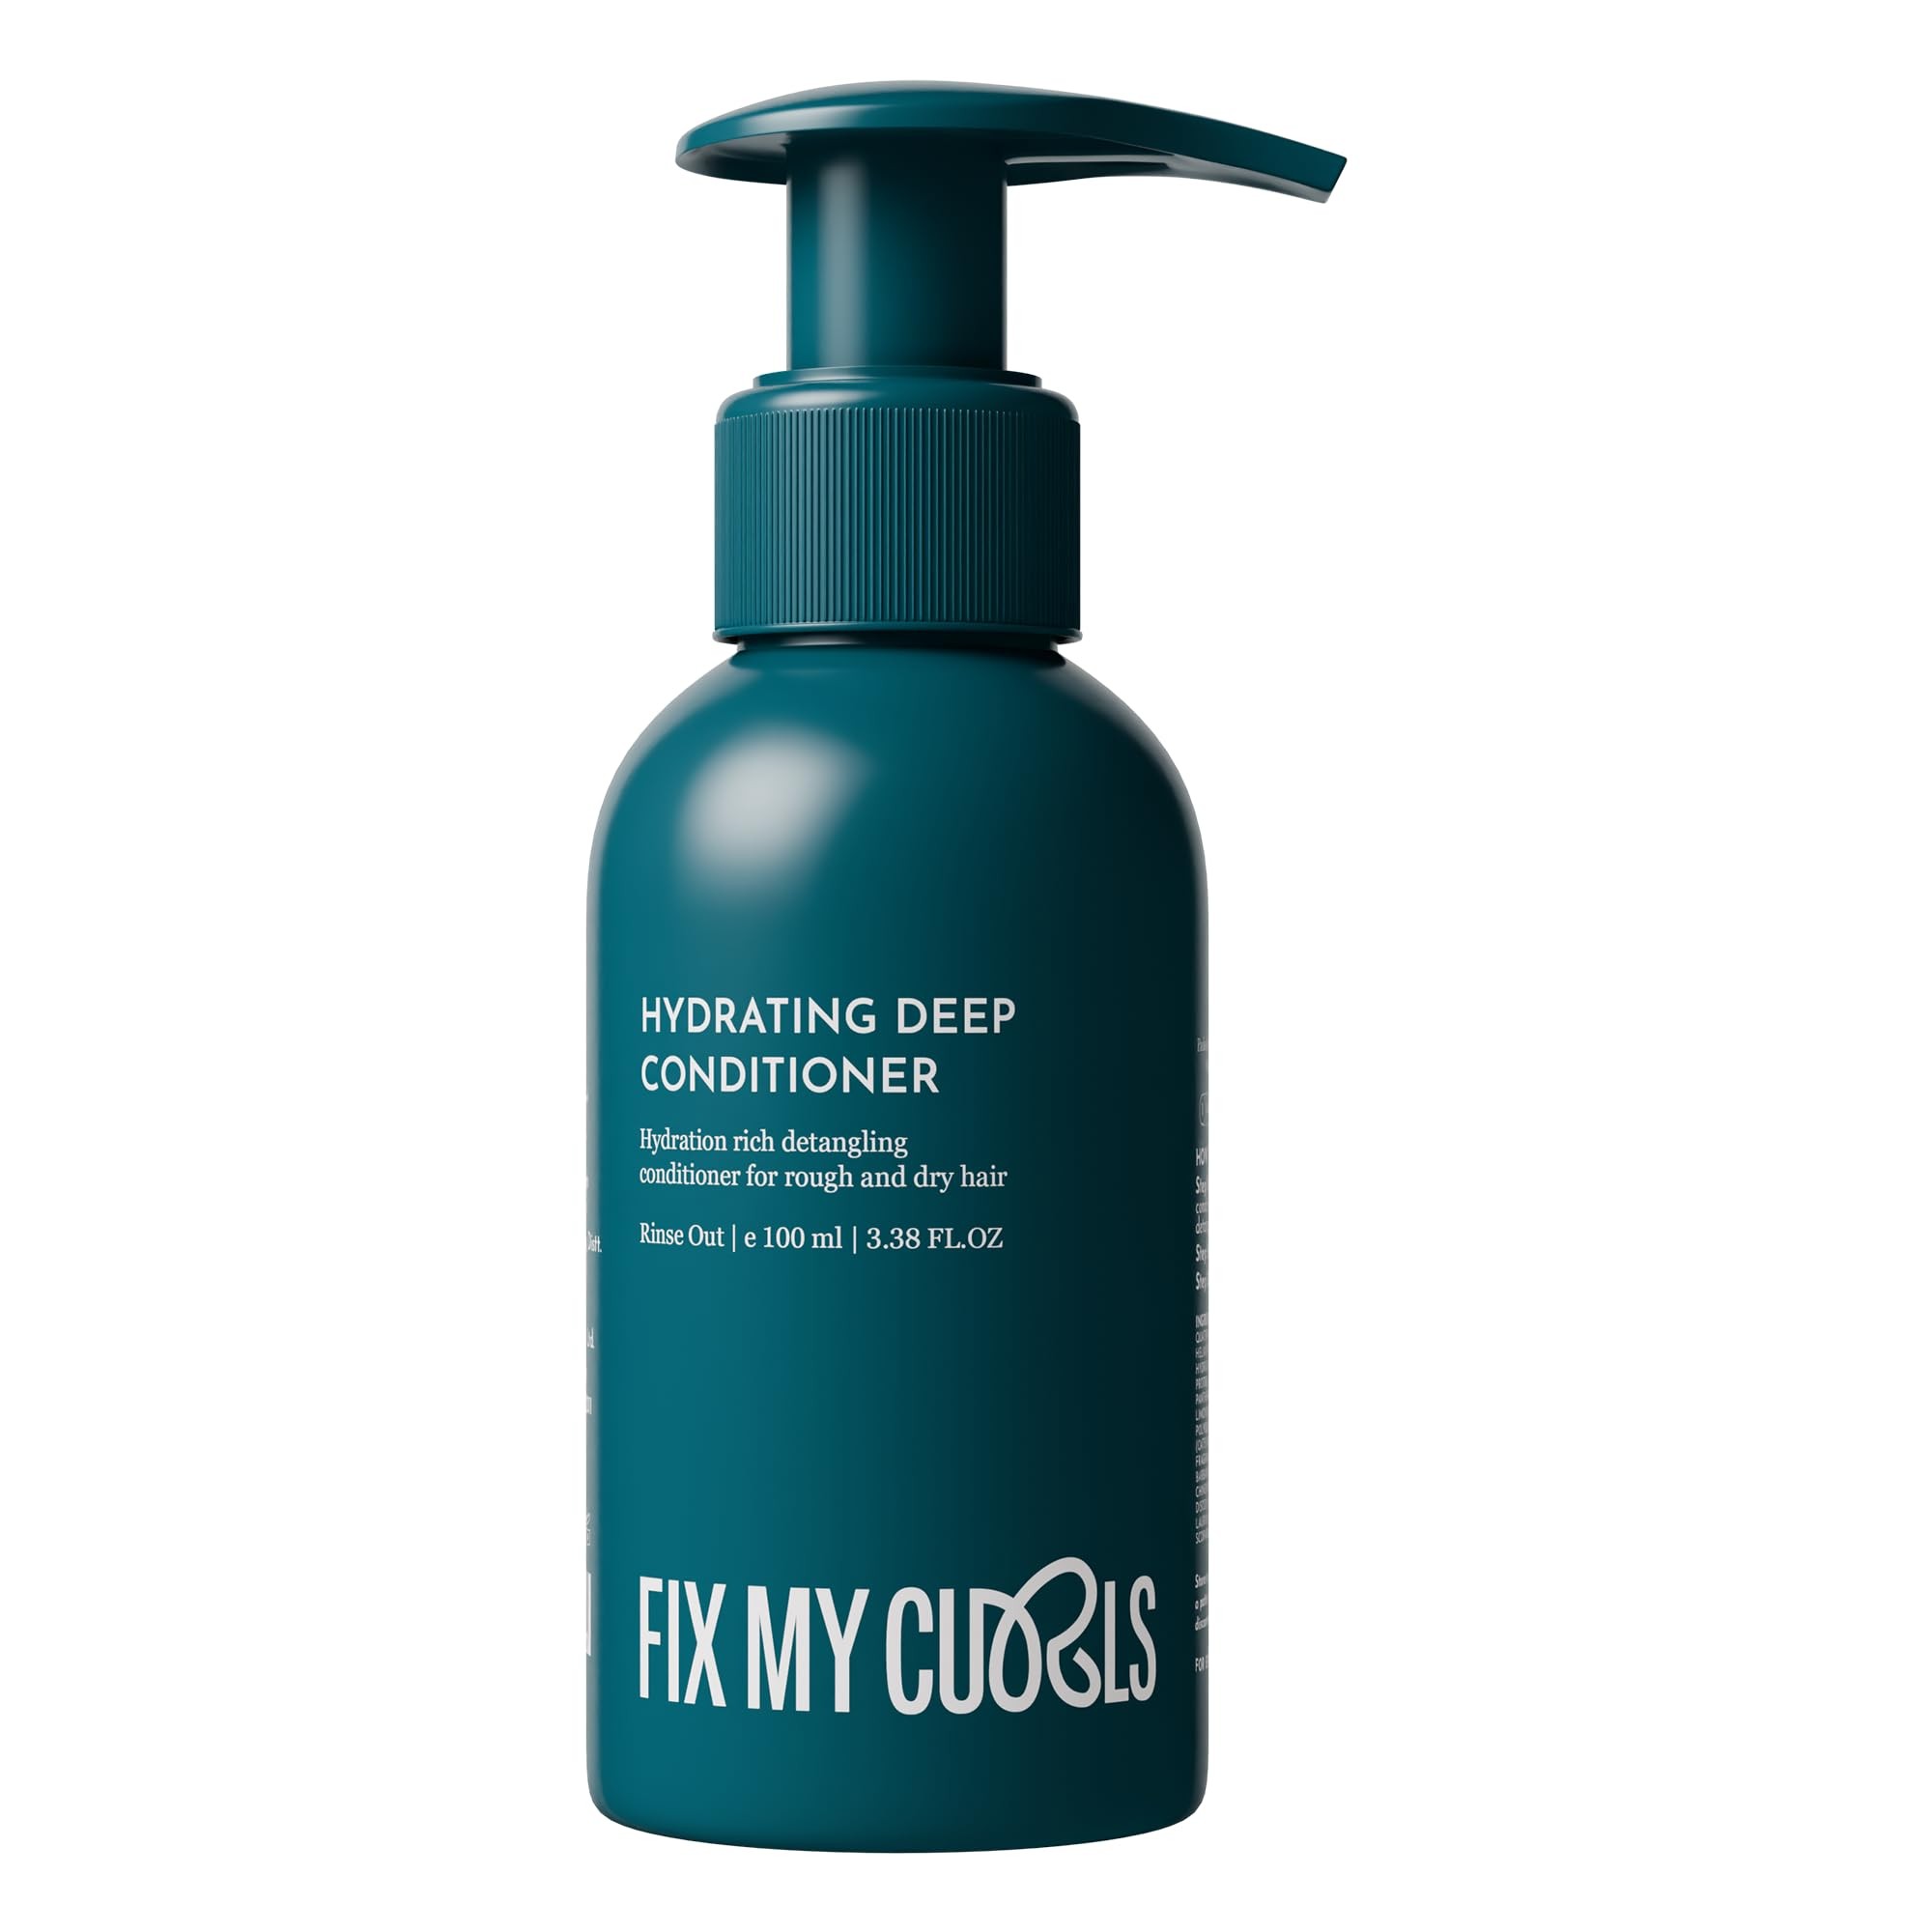 HYDRATING DEEP
CONDITIONER
Hydration rich detangling
conditioner for rough and dry hair
Rinse Out | e 100 ml | 3.38 FL.OZ
FIX MY CURLS